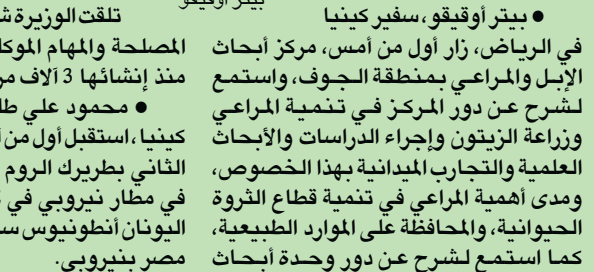 بيتر أوقيقو
● بيتر أوقيقو، سفير كينيا
في الرياض، زار أول من أمس، مركز أبحاث
الإبل والمراعي بمنطقة الجوف، واستمع
لشرح عن دور المركز في تنمية المراعي
وزراعة الزيتون وإجراء الدراسات والأبحاث
العلمية والتجارب الميدانية بهذا الخصوص،
ومدى أهمية المراعي في تنمية قطاع الثروة
الحيوانية، والمحافظة على الموارد الطبيعية،
كما استمع لشرح عن دور وحدة أبحاث
تلقت الوزيرة
المصلحة والمهام
منذ إنشائها 3 آلاف
● محمود علي
كينيا، استقبل أول من
الثاني بطريرك الروم
في مطار نيروبي في
اليونان أنطونيوس
مصر بنيروبي.